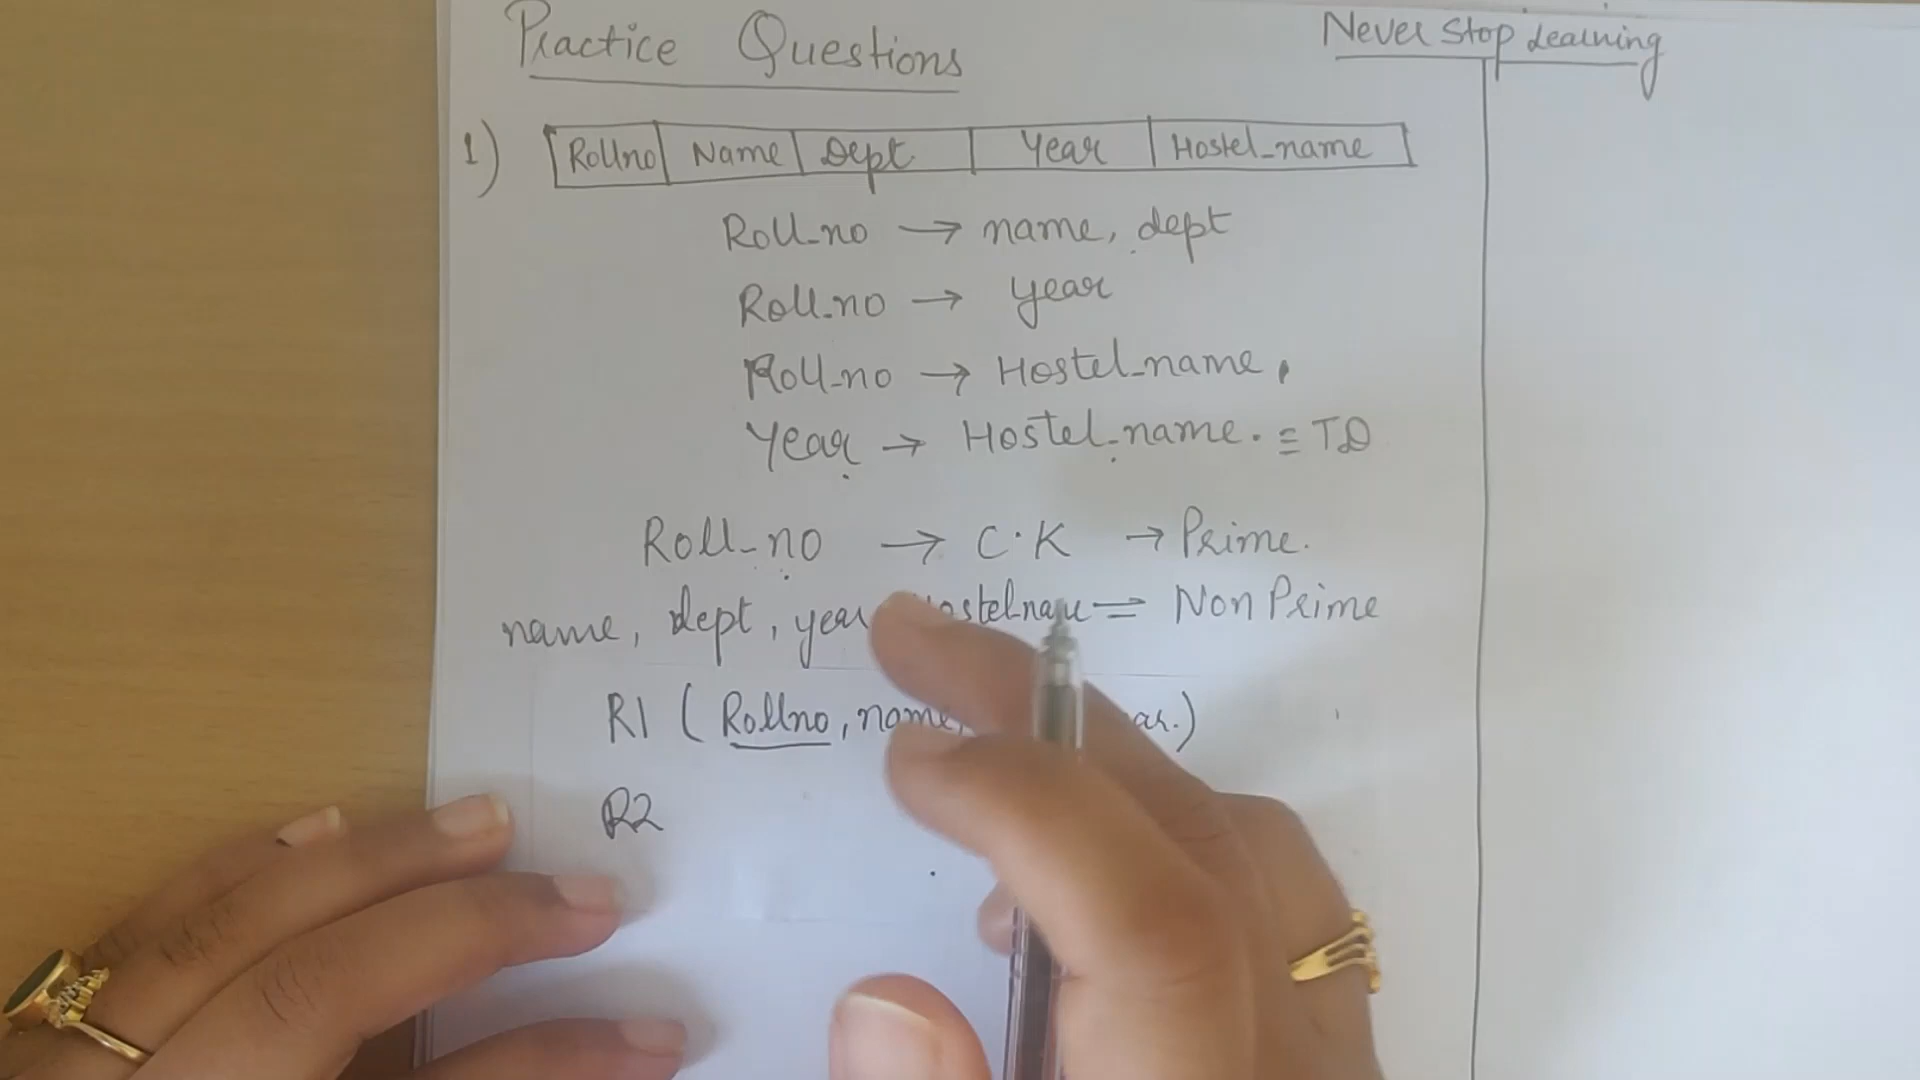 Practice Questions
Never Stop Learning
1) Rollno Name Dept Year Hostel_name
Roll_no → name, dept
Roll_no → year
Roll_no → Hostel_name.
Year → Hostel_name. = TD
Roll_no → C.K → Prime.
name, dept, year = Non Prime
R1 ( Rollno, name, )
R2